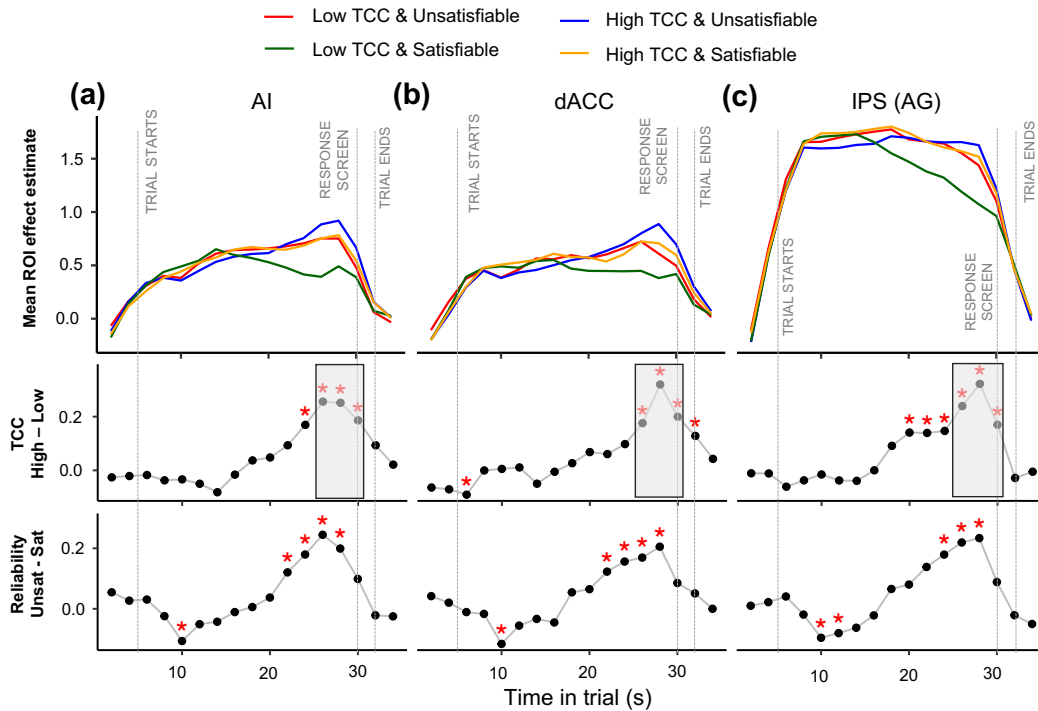 Low TCC & Unsatisfiable
High TCC & Unsatisfiable
Low TCC & Satisfiable
High TCC & Satisfiable
(a)
AI
(b)
dACC
(c)
IPS (AG)
Mean ROI effect estimate
1.5
1.0
0.5
0.0
TRIAL STARTS
RESPONSE
SCREEN
TRIAL ENDS
TRIAL STARTS
RESPONSE
SCREEN
TRIAL ENDS
TRIAL STARTS
RESPONSE
SCREEN
TRIAL ENDS
TCC
High – Low
0.2
0.0
* * * *
* * * * *
* * * * * *
Reliability
Unsat - Sat
0.2
0.0
* * * * *
* * * * *
* * * * *
10
20
30
10
20
30
10
20
30
Time in trial (s)